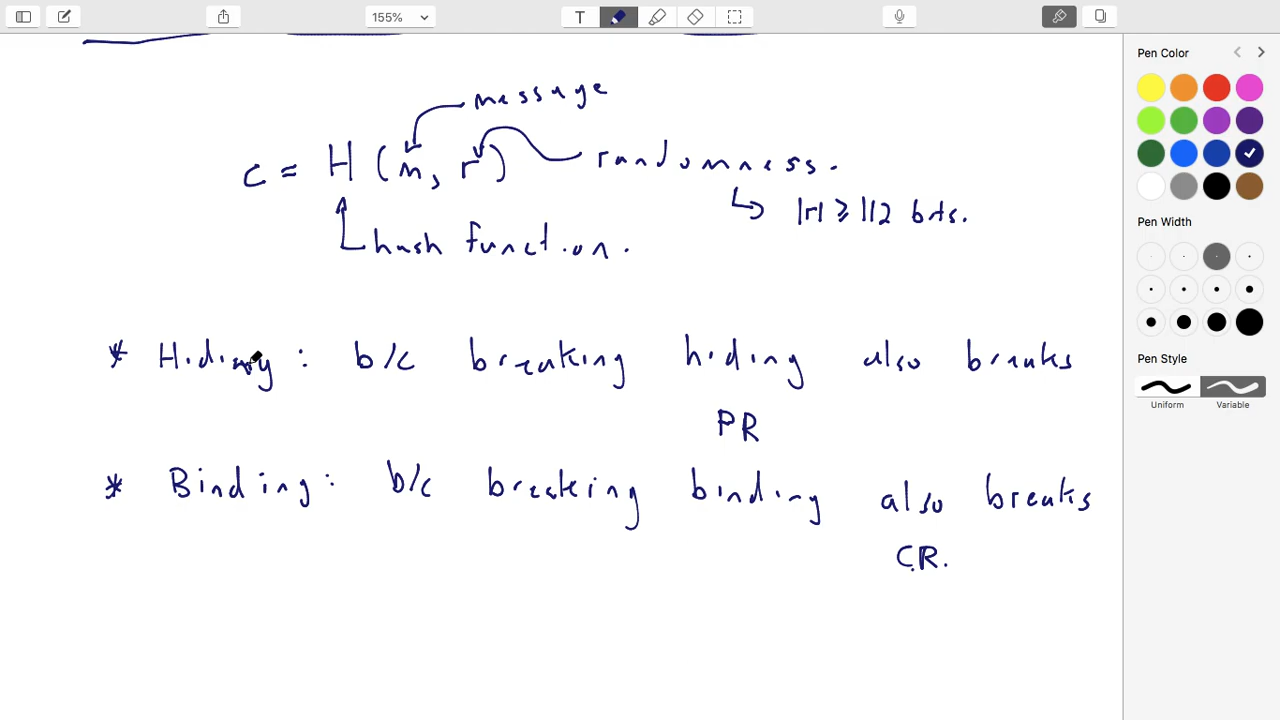 155%
T
message
c = H (m, r)
randomness.
↳ |r| ≥ 112 bits.
hash function.
* Hiding: b/c breaking hiding also breaks
PR
* Binding: b/c breaking binding also breaks
C.R.
Pen Color
Pen Width
Pen Style
Uniform
Variable